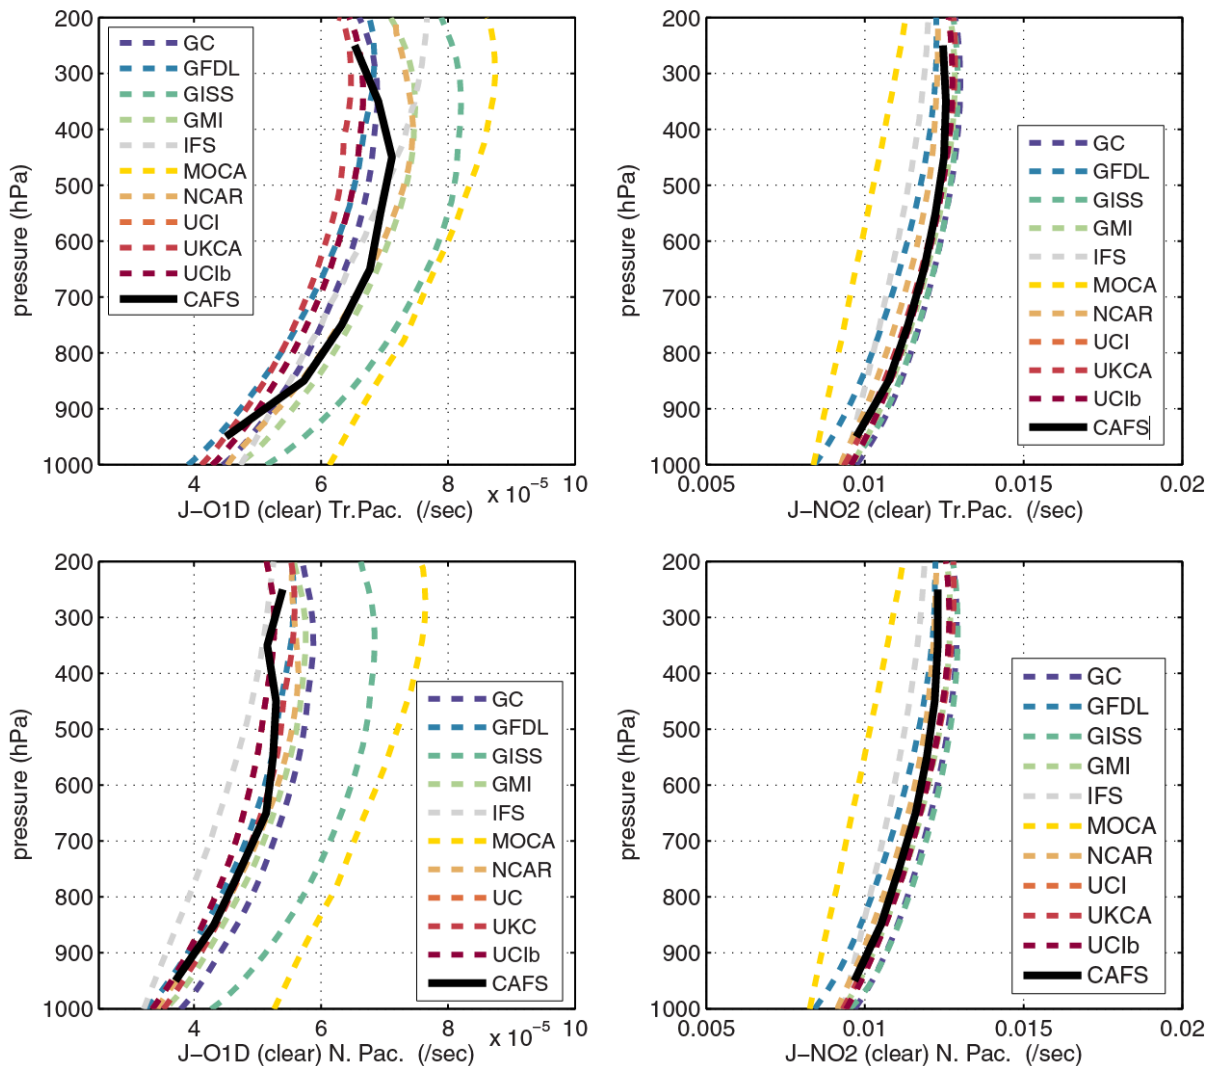 200
300
400
500
600
700
800
900
1000
pressure (hPa)
GC
GFDL
GISS
GMI
IFS
MOCA
NCAR
UCI
UKCA
UCIb
CAFS
4 6 8 10
x 10⁻⁵
J−O1D (clear) Tr.Pac. (/sec)
200
300
400
500
600
700
800
900
1000
pressure (hPa)
GC
GFDL
GISS
GMI
IFS
MOCA
NCAR
UCI
UKCA
UCIb
CAFS
0.005 0.01 0.015 0.02
J−NO2 (clear) Tr.Pac. (/sec)
200
300
400
500
600
700
800
900
1000
pressure (hPa)
GC
GFDL
GISS
GMI
IFS
MOCA
NCAR
UC
UKC
UCIb
CAFS
4 6 8 10
x 10⁻⁵
J−O1D (clear) N. Pac. (/sec)
200
300
400
500
600
700
800
900
1000
pressure (hPa)
GC
GFDL
GISS
GMI
IFS
MOCA
NCAR
UCI
UKCA
UCIb
CAFS
0.005 0.01 0.015 0.02
J−NO2 (clear) N. Pac. (/sec)